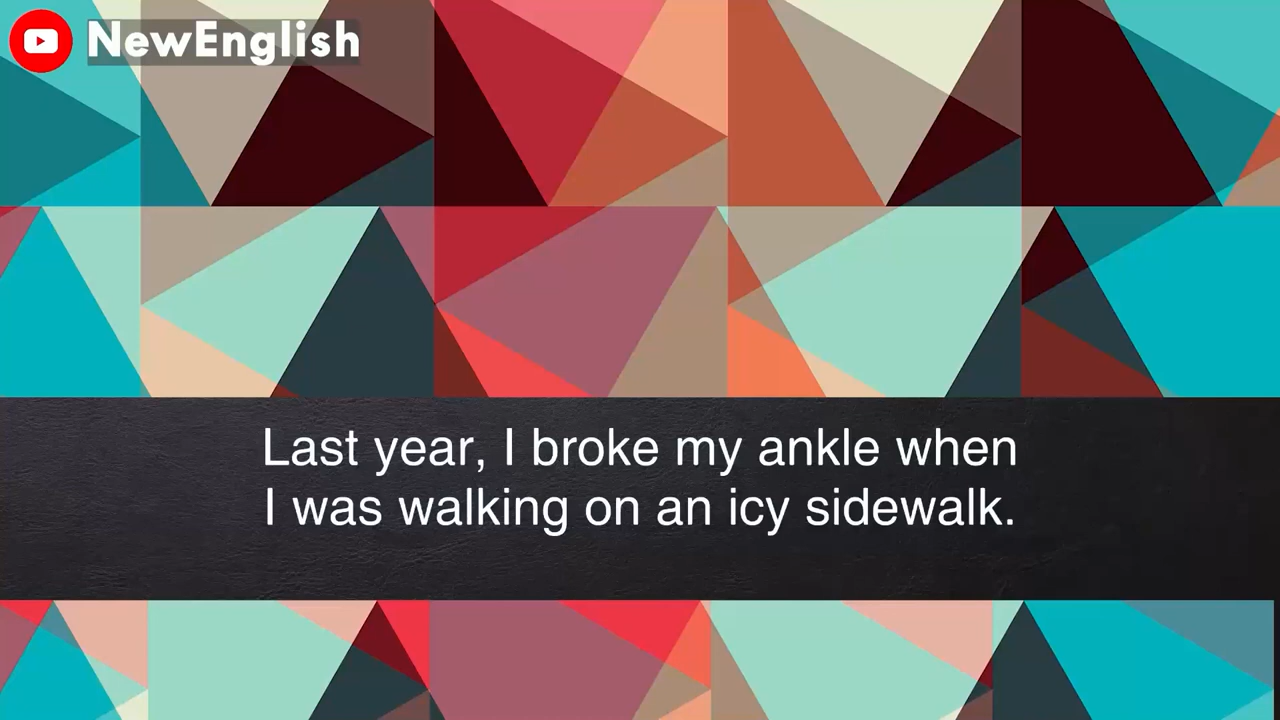 NewEnglish
Last year, I broke my ankle when
I was walking on an icy sidewalk.